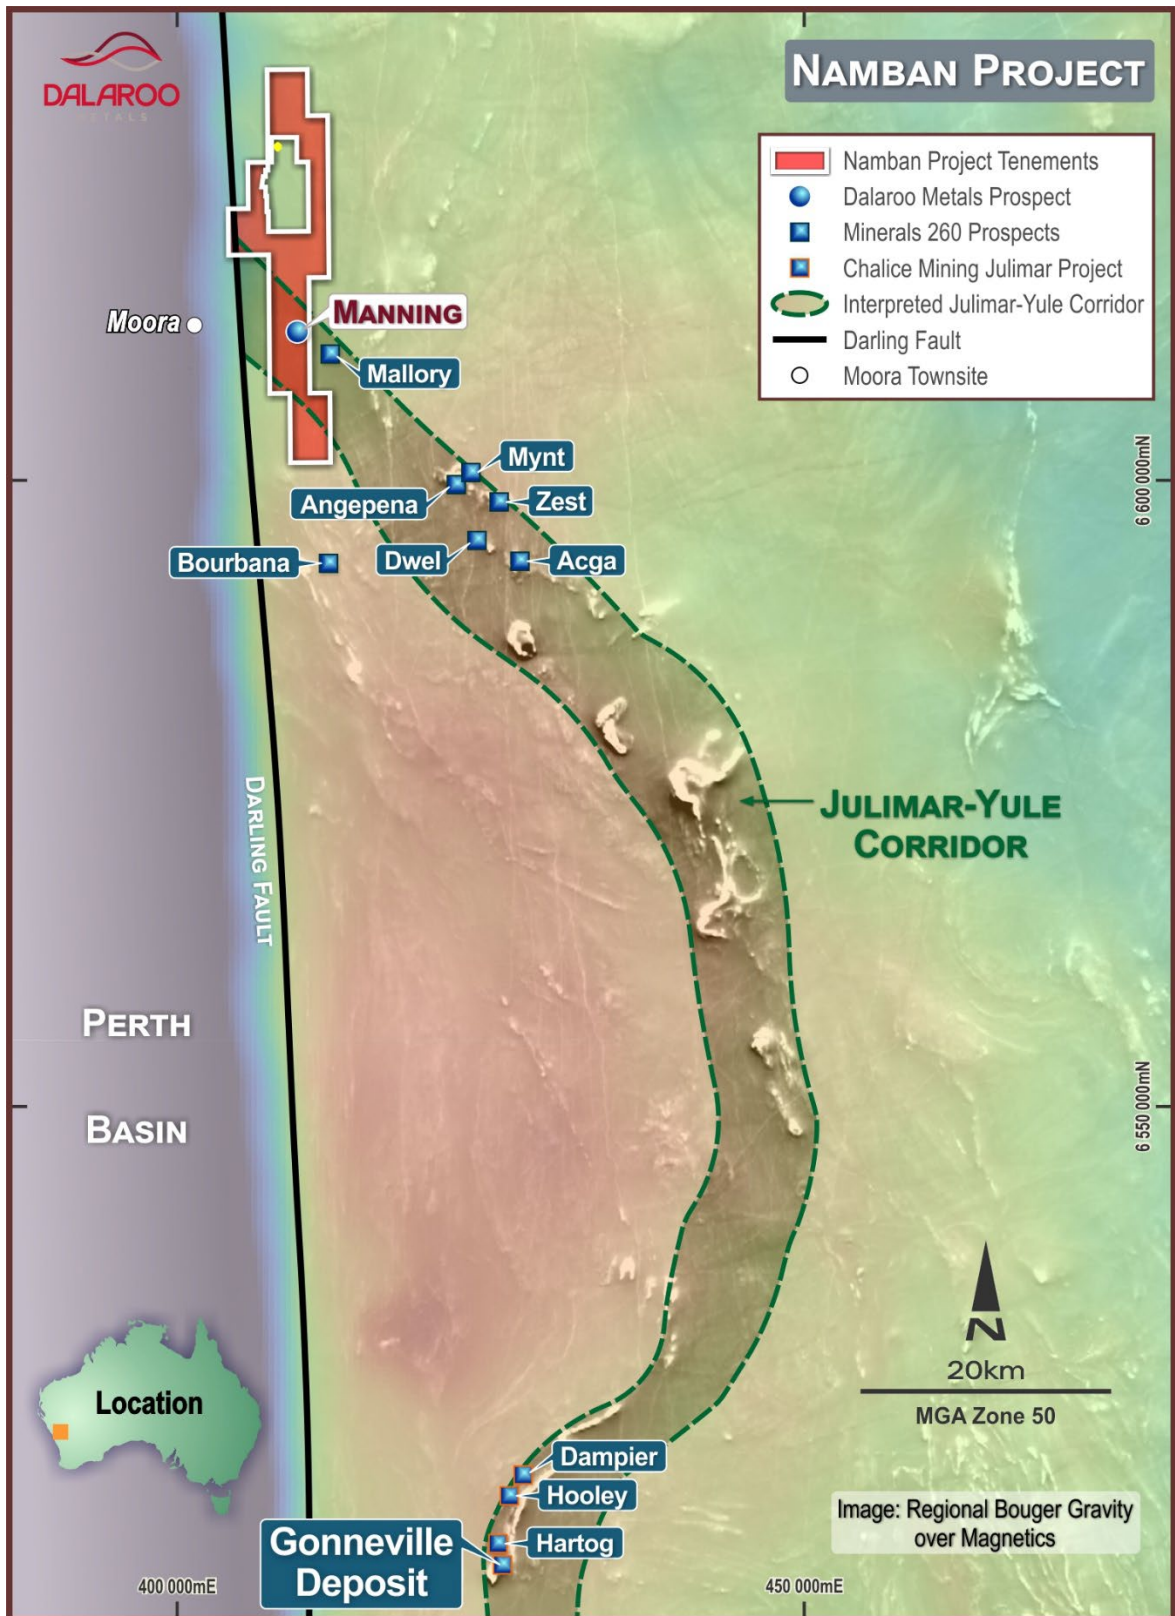 DALAROO
METALS
NAMBAN PROJECT
Namban Project Tenements
Dalaroo Metals Prospect
Minerals 260 Prospects
Chalice Mining Julimar Project
Interpreted Julimar-Yule Corridor
Darling Fault
Moora Townsite
Moora
MANNING
Mallory
Mynt
Angepena
Zest
6 600 000mN
Bourbana
Dwel
Acga
DARLING FAULT
JULIMAR-YULE
CORRIDOR
PERTH
BASIN
6 550 000mN
N
20km
MGA Zone 50
Location
Dampier
Hooley
Hartog
Gonneville
Deposit
Image: Regional Bouger Gravity
over Magnetics
400 000mE
450 000mE